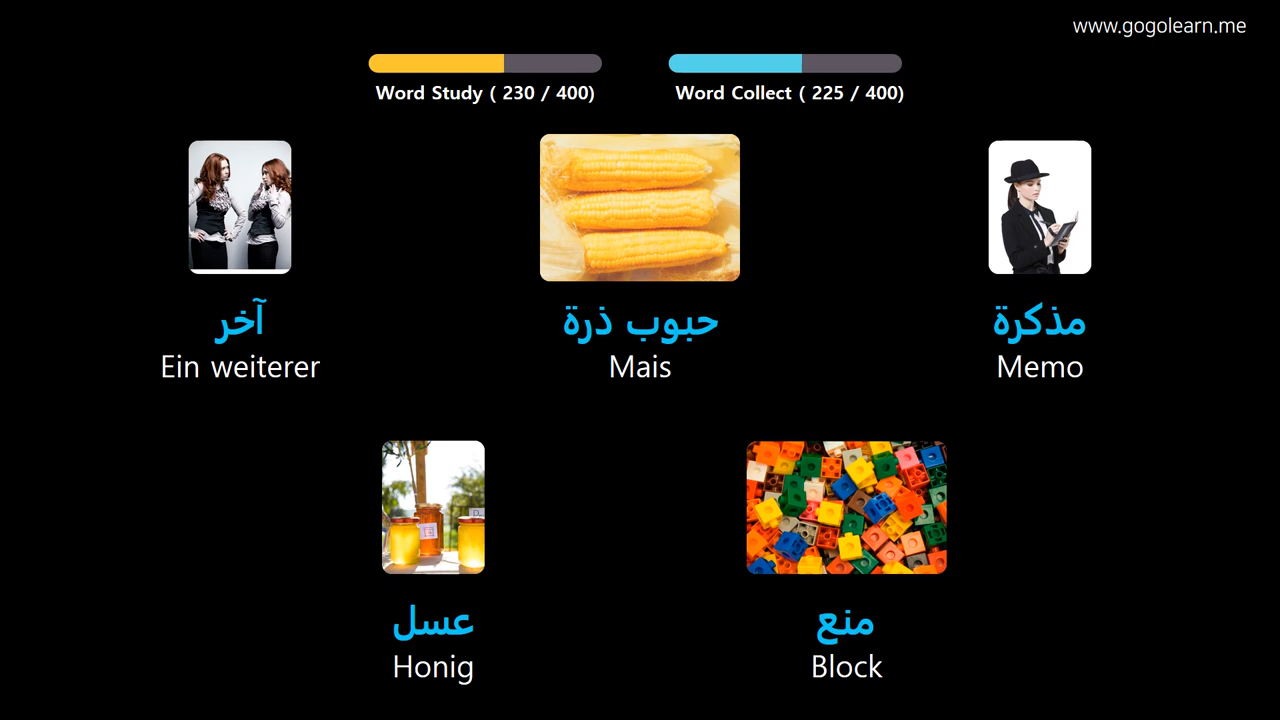 www.gogolearn.me
Word Study ( 230 / 400)
Word Collect ( 225 / 400)
آخر
Ein weiterer
حبوب ذرة
Mais
مذكرة
Memo
عسل
Honig
منع
Block